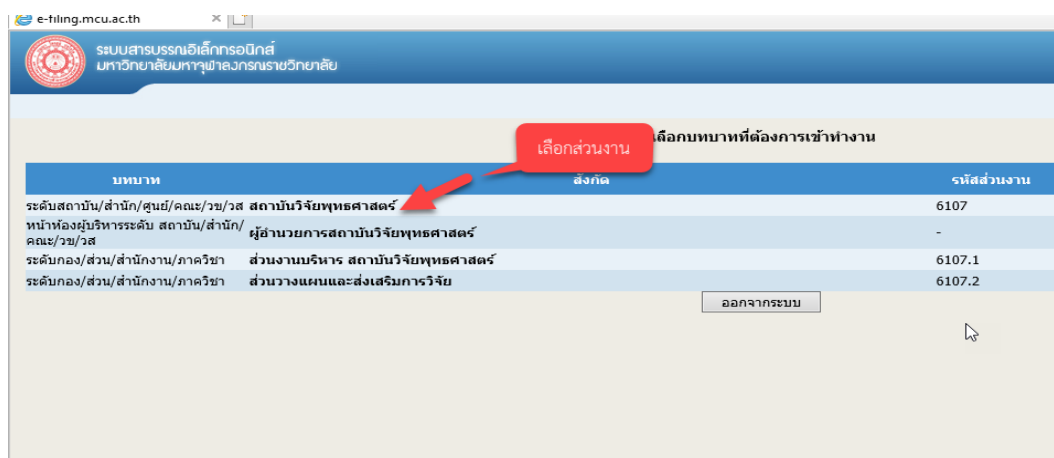 e-filing.mcu.ac.th
ระบบสารบรรณอิเล็กทรอนิกส์
มหาวิทยาลัยมหาจุฬาลงกรณราชวิทยาลัย
เลือกบทบาทที่ต้องการเข้าทำงาน
เลือกส่วนงาน
บทบาท สังกัด รหัสส่วนงาน
ระดับสถาบัน/สำนัก/ศูนย์/คณะ/วข/วส สถาบันวิจัยพุทธศาสตร์ 6107
หน้าห้องผู้บริหารระดับ สถาบัน/สำนัก/
คณะ/วข/วส ผู้อำนวยการสถาบันวิจัยพุทธศาสตร์ -
ระดับกอง/ส่วน/สำนักงาน/ภาควิชา ส่วนงานบริหาร สถาบันวิจัยพุทธศาสตร์ 6107.1
ระดับกอง/ส่วน/สำนักงาน/ภาควิชา ส่วนวางแผนและส่งเสริมการวิจัย 6107.2
ออกจากระบบ